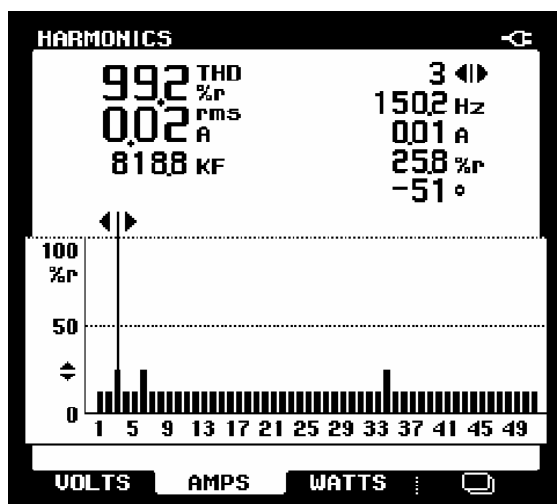 HARMONICS
99.2 THD %r
0.02 rms A
818.8 KF
3
150.2 Hz
0.01 A
25.8 %r
-51 °
100
%r
50
0
1 5 9 13 17 21 25 29 33 37 41 45 49
VOLTS AMPS WATTS